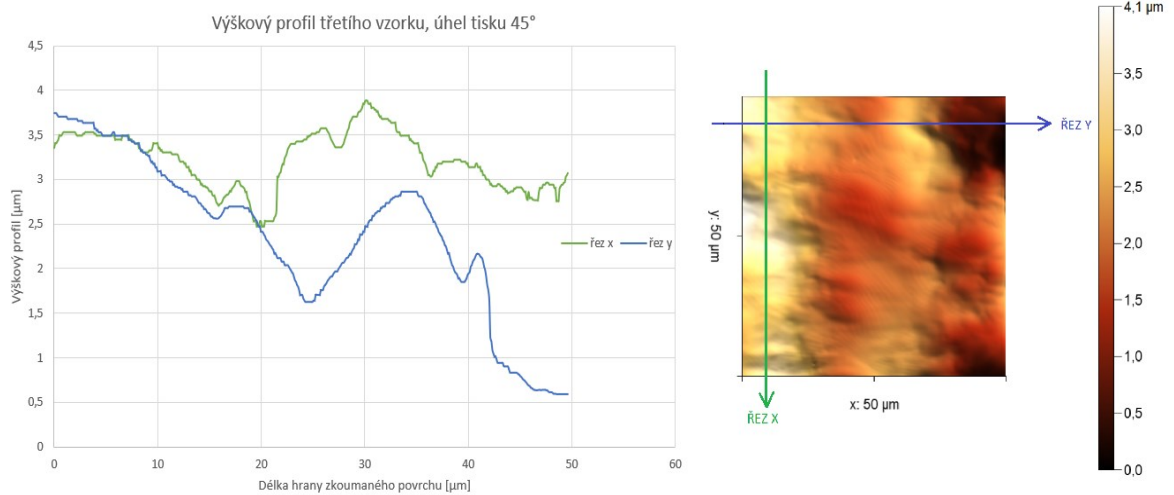 Výškový profil třetího vzorku, úhel tisku 45°
4,5
4
3,5
3
2,5
2
1,5
1
0,5
0
0
10
20
30
40
50
60
Výškový profil [µm]
Délka hrany zkoumaného povrchu [µm]
řez x
řez y
ŘEZ Y
ŘEZ X
y: 50 µm
x: 50 µm
4,1 µm
3,5
3,0
2,5
2,0
1,5
1,0
0,5
0,0